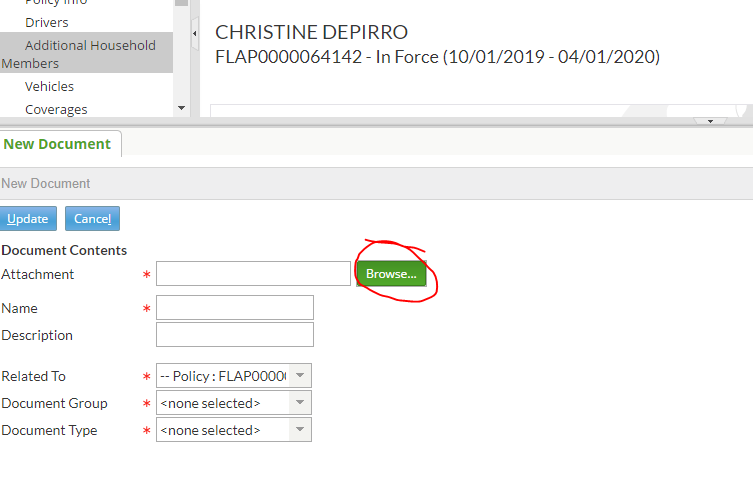 Policy Info
Drivers
Additional Household
Members
Vehicles
Coverages
CHRISTINE DEPIRRO
FLAP0000064142 - In Force (10/01/2019 - 04/01/2020)
New Document
New Document
Update Cancel
Document Contents
Attachment * Browse...
Name *
Description
Related To * -- Policy : FLAP0000
Document Group * <none selected>
Document Type * <none selected>